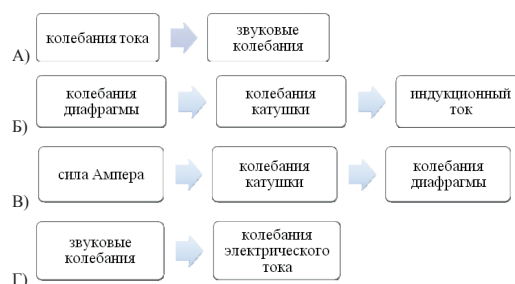 А) колебания тока звуковые колебания
Б) колебания диафрагмы колебания катушки индукционный ток
В) сила Ампера колебания катушки колебания диафрагмы
Г) звуковые колебания колебания электрического тока